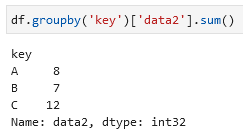 df.groupby('key')['data2'].sum()
key
A     8
B     7
C    12
Name: data2, dtype: int32